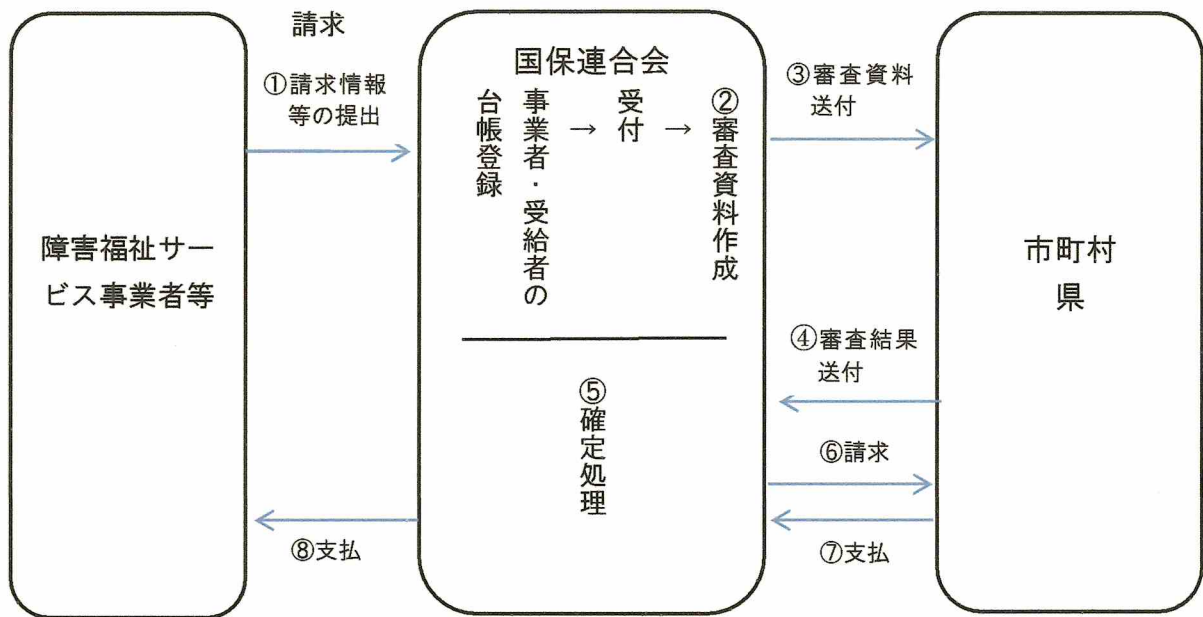 請求
①請求情報
等の提出
障害福祉サー
ビス事業者等
⑧支払
国保連合会
事業者・受給者の
台帳登録
→
受付
→
②審査資料作成
⑤確定処理
③審査資料
送付
④審査結果
送付
⑥請求
⑦支払
市町村
県